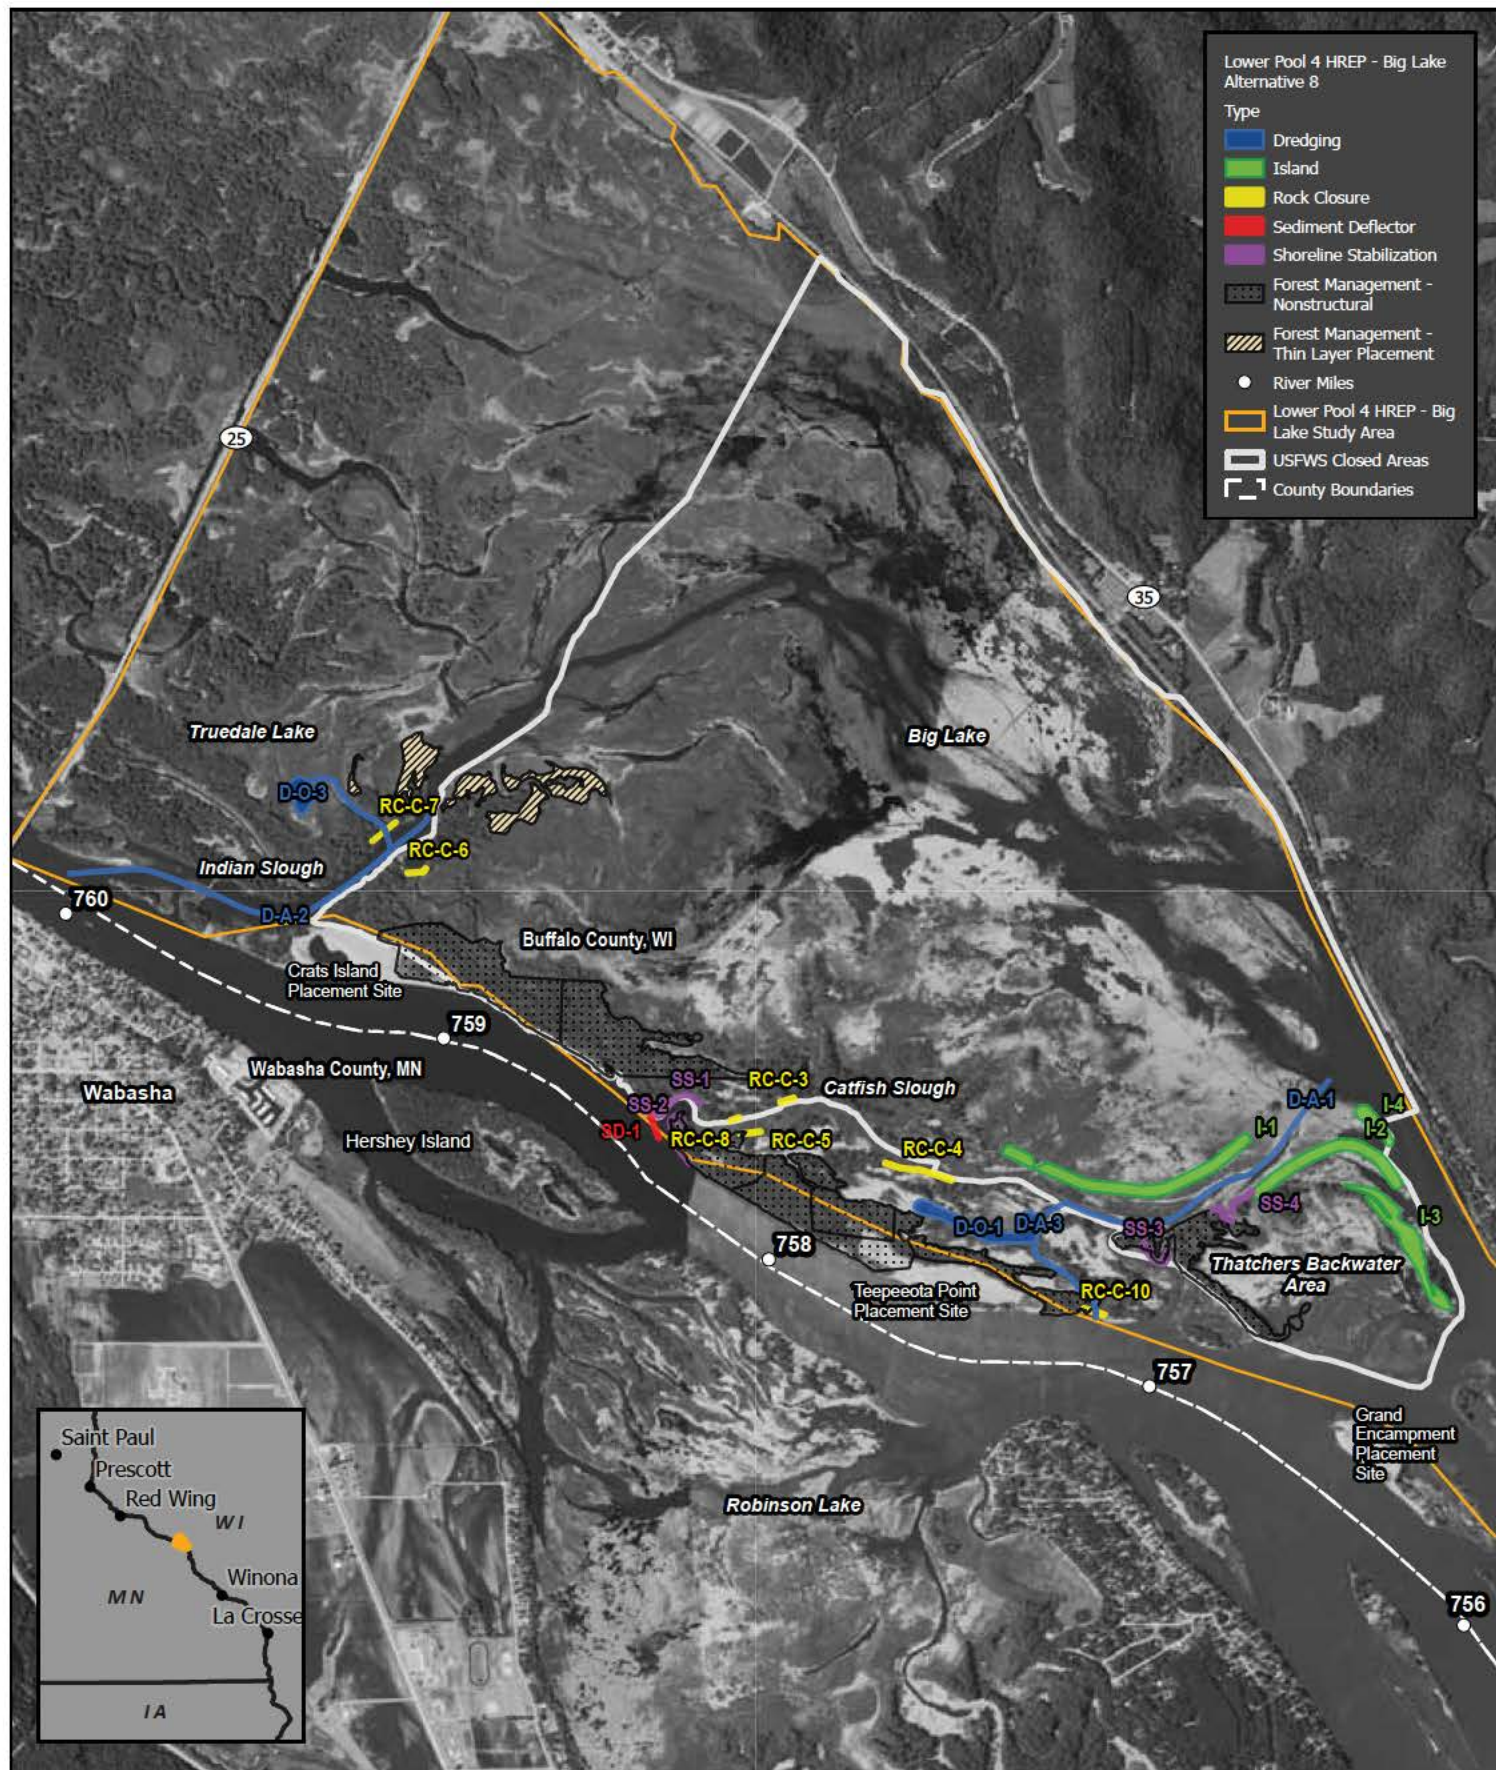 Lower Pool 4 HREP - Big Lake
Alternative 8
Type
Dredging
Island
Rock Closure
Sediment Deflector
Shoreline Stabilization
Forest Management -
Nonstructural
Forest Management -
Thin Layer Placement
River Miles
Lower Pool 4 HREP - Big
Lake Study Area
USFWS Closed Areas
County Boundaries
25
35
Truedale Lake
Big Lake
D-O-3
RC-C-7
RC-C-6
Indian Slough
760
D-A-2
Buffalo County, WI
Crats Island
Placement Site
759
Wabasha County, MN
Wabasha
SS-1
RC-C-3
Catfish Slough
D-A-1
SS-2
I-4
SD-1
I-1
I-2
Hershey Island
RC-C-8
RC-C-5
RC-C-4
SS-4
D-O-1
D-A-3
SS-3
I-3
758
Thatchers Backwater
Area
Teepeeota Point
Placement Site
RC-C-10
757
Grand
Encampment
Placement
Site
Robinson Lake
756
Saint Paul
Prescott
Red Wing
WI
Winona
MN
La Crosse
IA